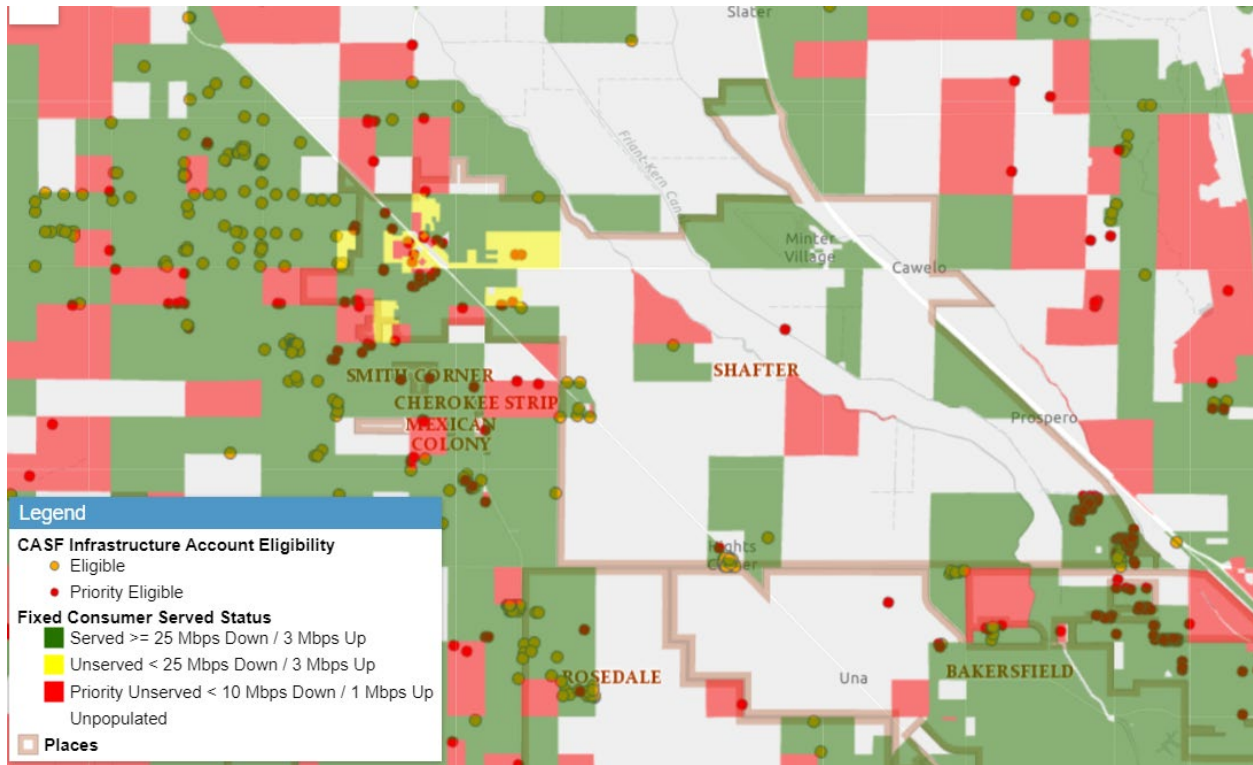 Slater
Friant-Kern Can
Minter
Village
Cawelo
SMITH CORNER
SHAFTER
CHEROKEE STRIP
MEXICAN
COLONY
Prospero
Legend
CASF Infrastructure Account Eligibility
Eligible
Priority Eligible
Fixed Consumer Served Status
Served >= 25 Mbps Down / 3 Mbps Up
Unserved < 25 Mbps Down / 3 Mbps Up
Priority Unserved < 10 Mbps Down / 1 Mbps Up
Unpopulated
Places
ROSEDALE
Una
BAKERSFIELD